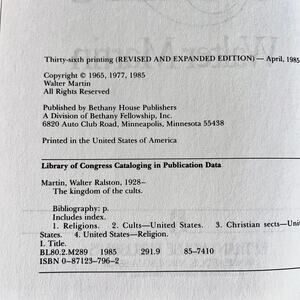 Walter Martin
Thirty-sixth printing (REVISED AND EXPANDED EDITION) — April, 1985
Copyright © 1965, 1977, 1985
Walter Martin
All Rights Reserved
Published by Bethany House Publishers
A Division of Bethany Fellowship, Inc.
6820 Auto Club Road, Minneapolis, Minnesota 55438
Printed in the United States of America
Library of Congress Cataloging in Publication Data
Martin, Walter Ralston, 1928–
The kingdom of the cults.
Bibliography: p.
Includes index.
1. Religions. 2. Cults—United States. 3. Christian sects—United
States. 4. United States—Religion.
I. Title.
BL80.2.M289 1985 291.9 85-7410
ISBN 0–87123–796–2